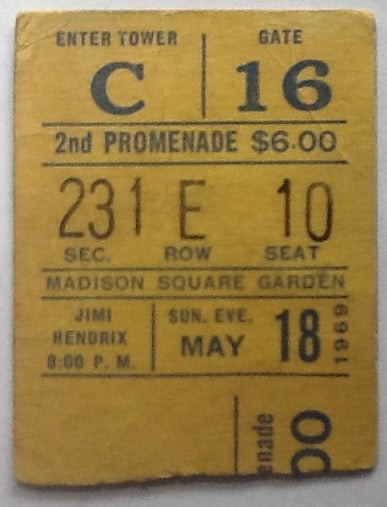 ENTER TOWER GATE
C 16
2nd PROMENADE $6.00
231 E 10
SEC. ROW SEAT
MADISON SQUARE GARDEN
JIMI HENDRIX 8:00 P. M.
SUN. EVE.
MAY 18 1969
enade
00